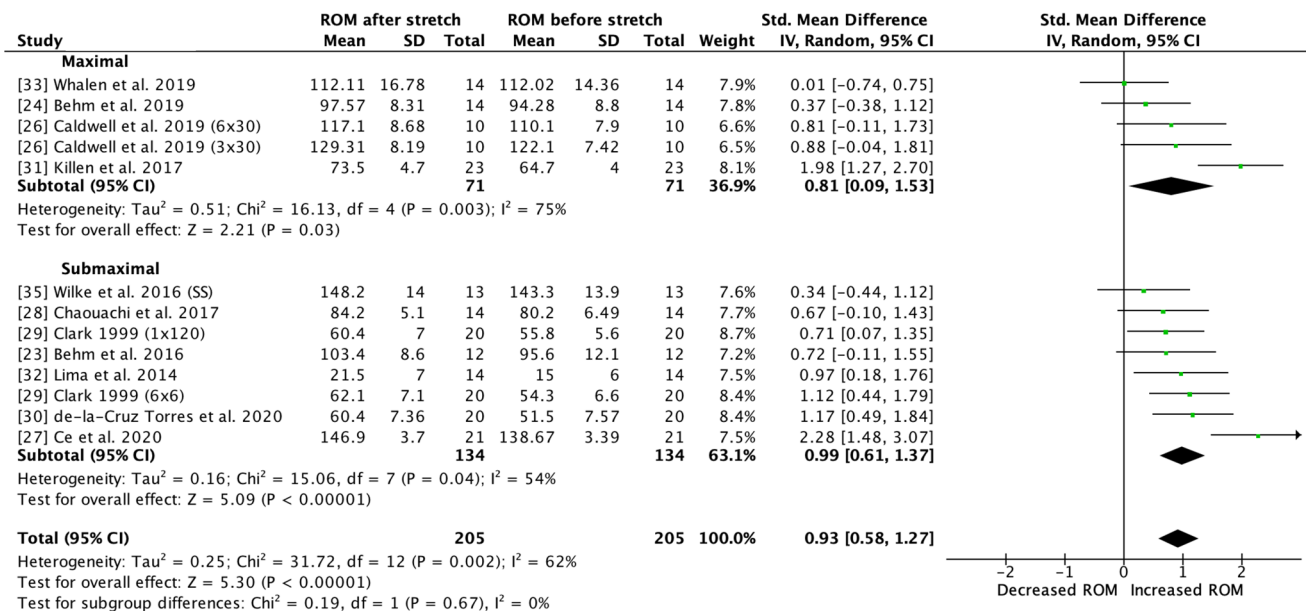 ROM after stretch ROM before stretch Std. Mean Difference Std. Mean Difference
Study Mean SD Total Mean SD Total Weight IV, Random, 95% CI IV, Random, 95% CI
Maximal
[33] Whalen et al. 2019 112.11 16.78 14 112.02 14.36 14 7.9% 0.01 [-0.74, 0.75]
[24] Behm et al. 2019 97.57 8.31 14 94.28 8.8 14 7.8% 0.37 [-0.38, 1.12]
[26] Caldwell et al. 2019 (6x30) 117.1 8.68 10 110.1 7.9 10 6.6% 0.81 [-0.11, 1.73]
[26] Caldwell et al. 2019 (3x30) 129.31 8.19 10 122.1 7.42 10 6.5% 0.88 [-0.04, 1.81]
[31] Killen et al. 2017 73.5 4.7 23 64.7 4 23 8.1% 1.98 [1.27, 2.70]
Subtotal (95% CI) 71 71 36.9% 0.81 [0.09, 1.53]
Heterogeneity: Tau² = 0.51; Chi² = 16.13, df = 4 (P = 0.003); I² = 75%
Test for overall effect: Z = 2.21 (P = 0.03)
Submaximal
[35] Wilke et al. 2016 (SS) 148.2 14 13 143.3 13.9 13 7.6% 0.34 [-0.44, 1.12]
[28] Chaouachi et al. 2017 84.2 5.1 14 80.2 6.49 14 7.7% 0.67 [-0.10, 1.43]
[29] Clark 1999 (1x120) 60.4 7 20 55.8 5.6 20 8.7% 0.71 [0.07, 1.35]
[23] Behm et al. 2016 103.4 8.6 12 95.6 12.1 12 7.2% 0.72 [-0.11, 1.55]
[32] Lima et al. 2014 21.5 7 14 15 6 14 7.5% 0.97 [0.18, 1.76]
[29] Clark 1999 (6x6) 62.1 7.1 20 54.3 6.6 20 8.4% 1.12 [0.44, 1.79]
[30] de-la-Cruz Torres et al. 2020 60.4 7.36 20 51.5 7.57 20 8.4% 1.17 [0.49, 1.84]
[27] Ce et al. 2020 146.9 3.7 21 138.67 3.39 21 7.5% 2.28 [1.48, 3.07]
Subtotal (95% CI) 134 134 63.1% 0.99 [0.61, 1.37]
Heterogeneity: Tau² = 0.16; Chi² = 15.06, df = 7 (P = 0.04); I² = 54%
Test for overall effect: Z = 5.09 (P < 0.00001)
Total (95% CI) 205 205 100.0% 0.93 [0.58, 1.27]
Heterogeneity: Tau² = 0.25; Chi² = 31.72, df = 12 (P = 0.002); I² = 62%
Test for overall effect: Z = 5.30 (P < 0.00001)
Test for subgroup differences: Chi² = 0.19, df = 1 (P = 0.67), I² = 0%
-2 -1 0 1 2
Decreased ROM Increased ROM